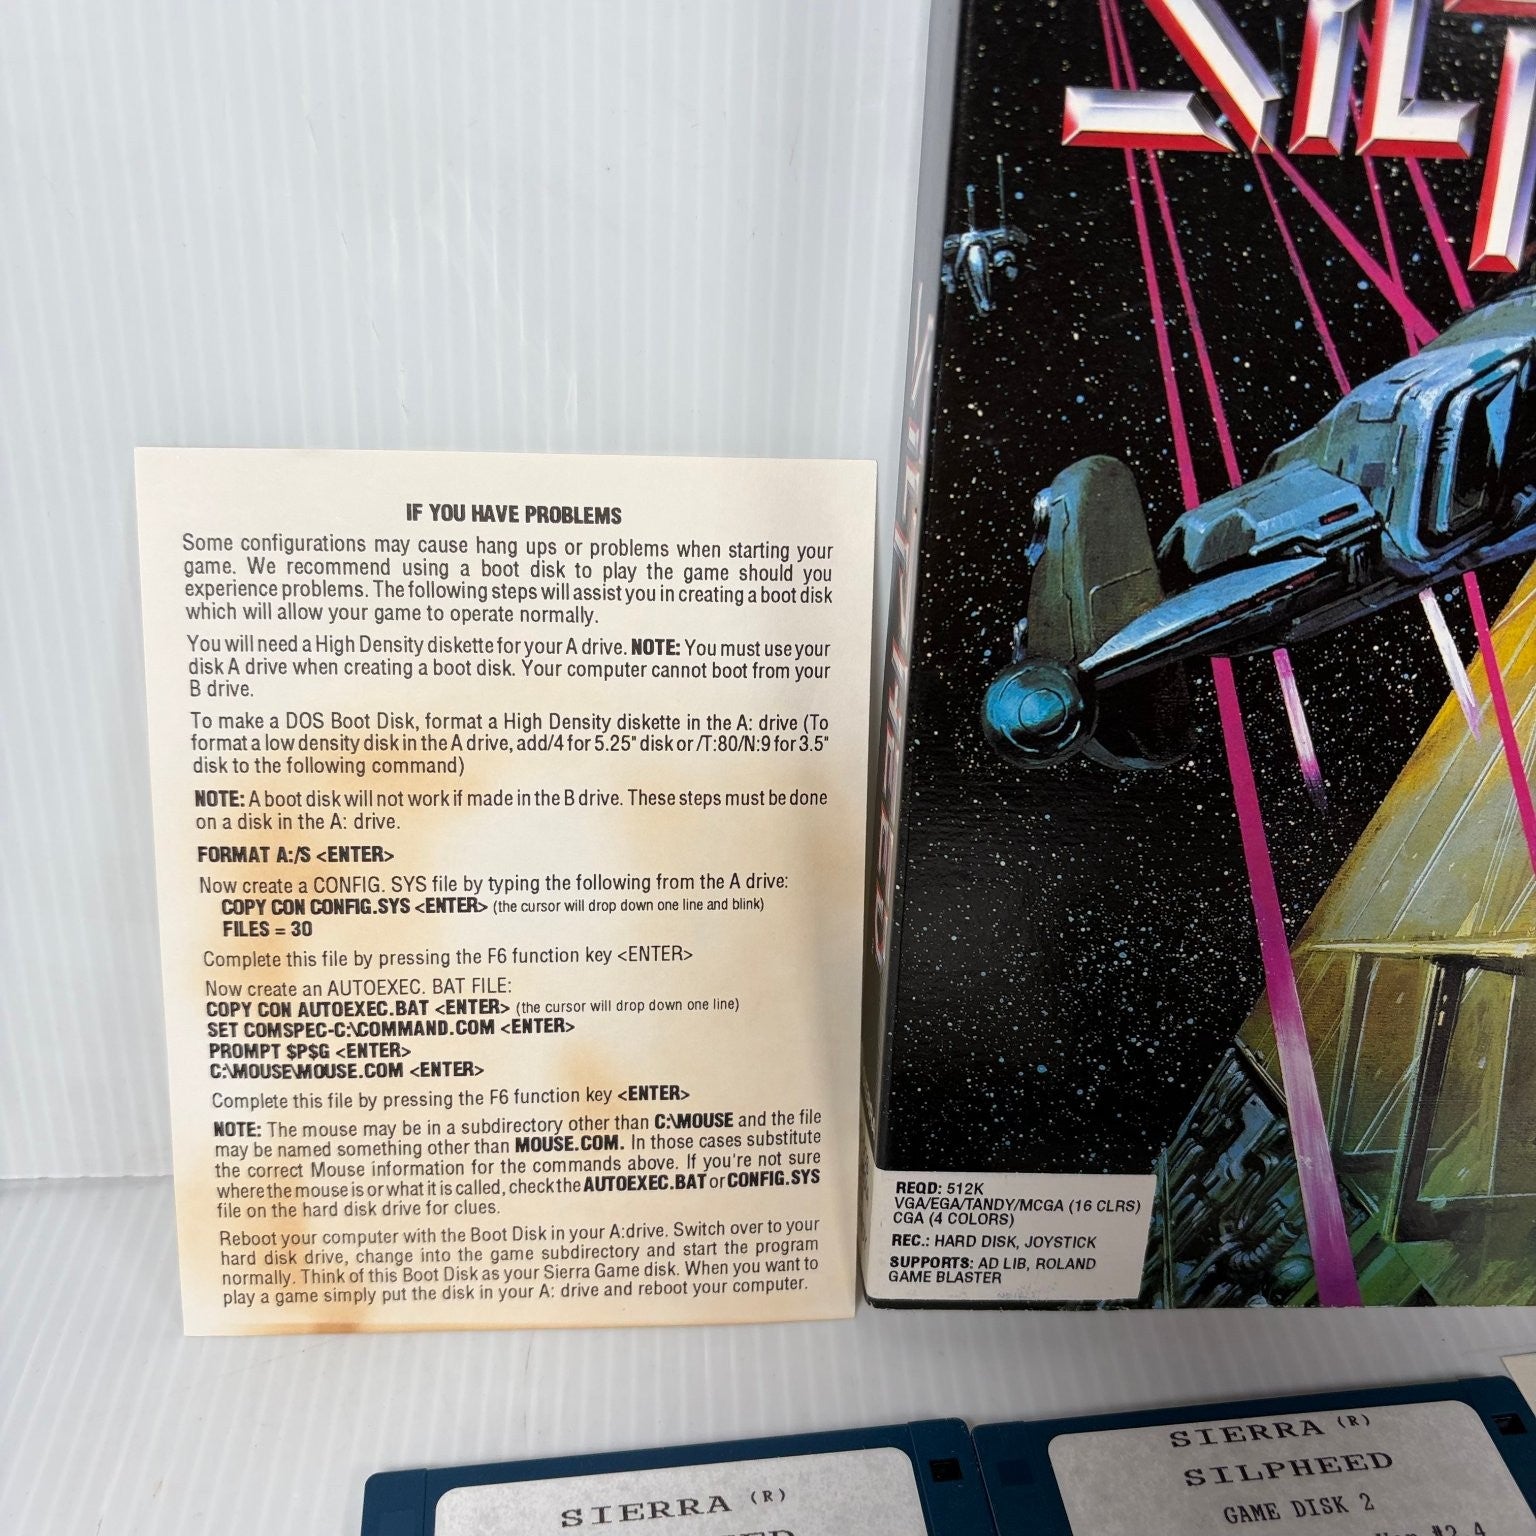 IF YOU HAVE PROBLEMS
Some configurations may cause hang ups or problems when starting your
game. We recommend using a boot disk to play the game should you
experience problems. The following steps will assist you in creating a boot disk
which will allow your game to operate normally.
You will need a High Density diskette for your A drive. NOTE: You must use your
disk A drive when creating a boot disk. Your computer cannot boot from your
B drive.
To make a DOS Boot Disk, format a High Density diskette in the A: drive (To
format a low density disk in the A drive, add/4 for 5.25" disk or /T:80/N:9 for 3.5"
disk to the following command)
NOTE: A boot disk will not work if made in the B drive. These steps must be done
on a disk in the A: drive.
FORMAT A:/S <ENTER>
Now create a CONFIG. SYS file by typing the following from the A drive:
COPY CON CONFIG.SYS <ENTER> (the cursor will drop down one line and blink)
FILES = 30
Complete this file by pressing the F6 function key <ENTER>
Now create an AUTOEXEC. BAT FILE:
COPY CON AUTOEXEC.BAT <ENTER> (the cursor will drop down one line)
SET COMSPEC-C:\COMMAND.COM <ENTER>
PROMPT $P$G <ENTER>
C:\MOUSE\MOUSE.COM <ENTER>
Complete this file by pressing the F6 function key <ENTER>
NOTE: The mouse may be in a subdirectory other than C:\MOUSE and the file
may be named something other than MOUSE.COM. In those cases substitute
the correct Mouse information for the commands above. If you're not sure
where the mouse is or what it is called, check the AUTOEXEC.BAT or CONFIG.SYS
file on the hard disk drive for clues.
Reboot your computer with the Boot Disk in your A:drive. Switch over to your
hard disk drive, change into the game subdirectory and start the program
normally. Think of this Boot Disk as your Sierra Game disk. When you want to
play a game simply put the disk in your A: drive and reboot your computer.
SILPHEED
REQD: 512K
VGA/EGA/TANDY/MCGA (16 CLRS)
CGA (4 COLORS)
REC.: HARD DISK, JOYSTICK
SUPPORTS: AD LIB, ROLAND
GAME BLASTER
SIERRA (R)
SIERRA (R)
SILPHEED
GAME DISK 2